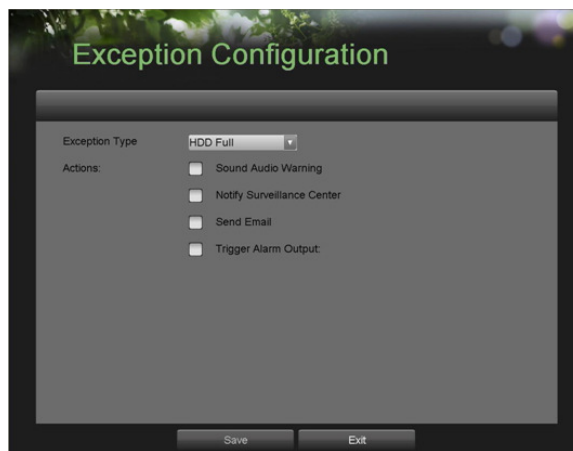 Exception Configuration
Exception Type HDD Full
Actions: Sound Audio Warning
Notify Surveillance Center
Send Email
Trigger Alarm Output:
Save Exit